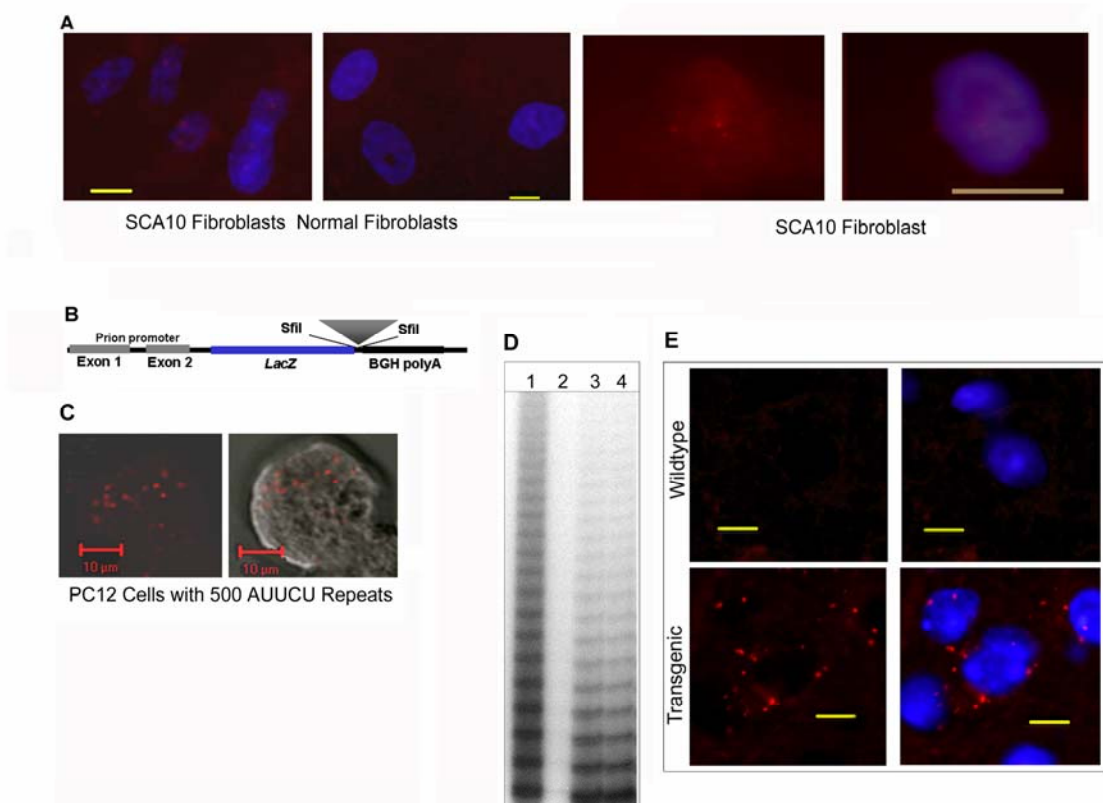 A
SCA10 Fibroblasts Normal Fibroblasts
SCA10 Fibroblast
B
Prion promoter
SfiI SfiI
Exon 1 Exon 2 LacZ BGH polyA
C
10 µm 10 µm
PC12 Cells with 500 AUUCU Repeats
D
1 2 3 4
E
Wildtype
Transgenic